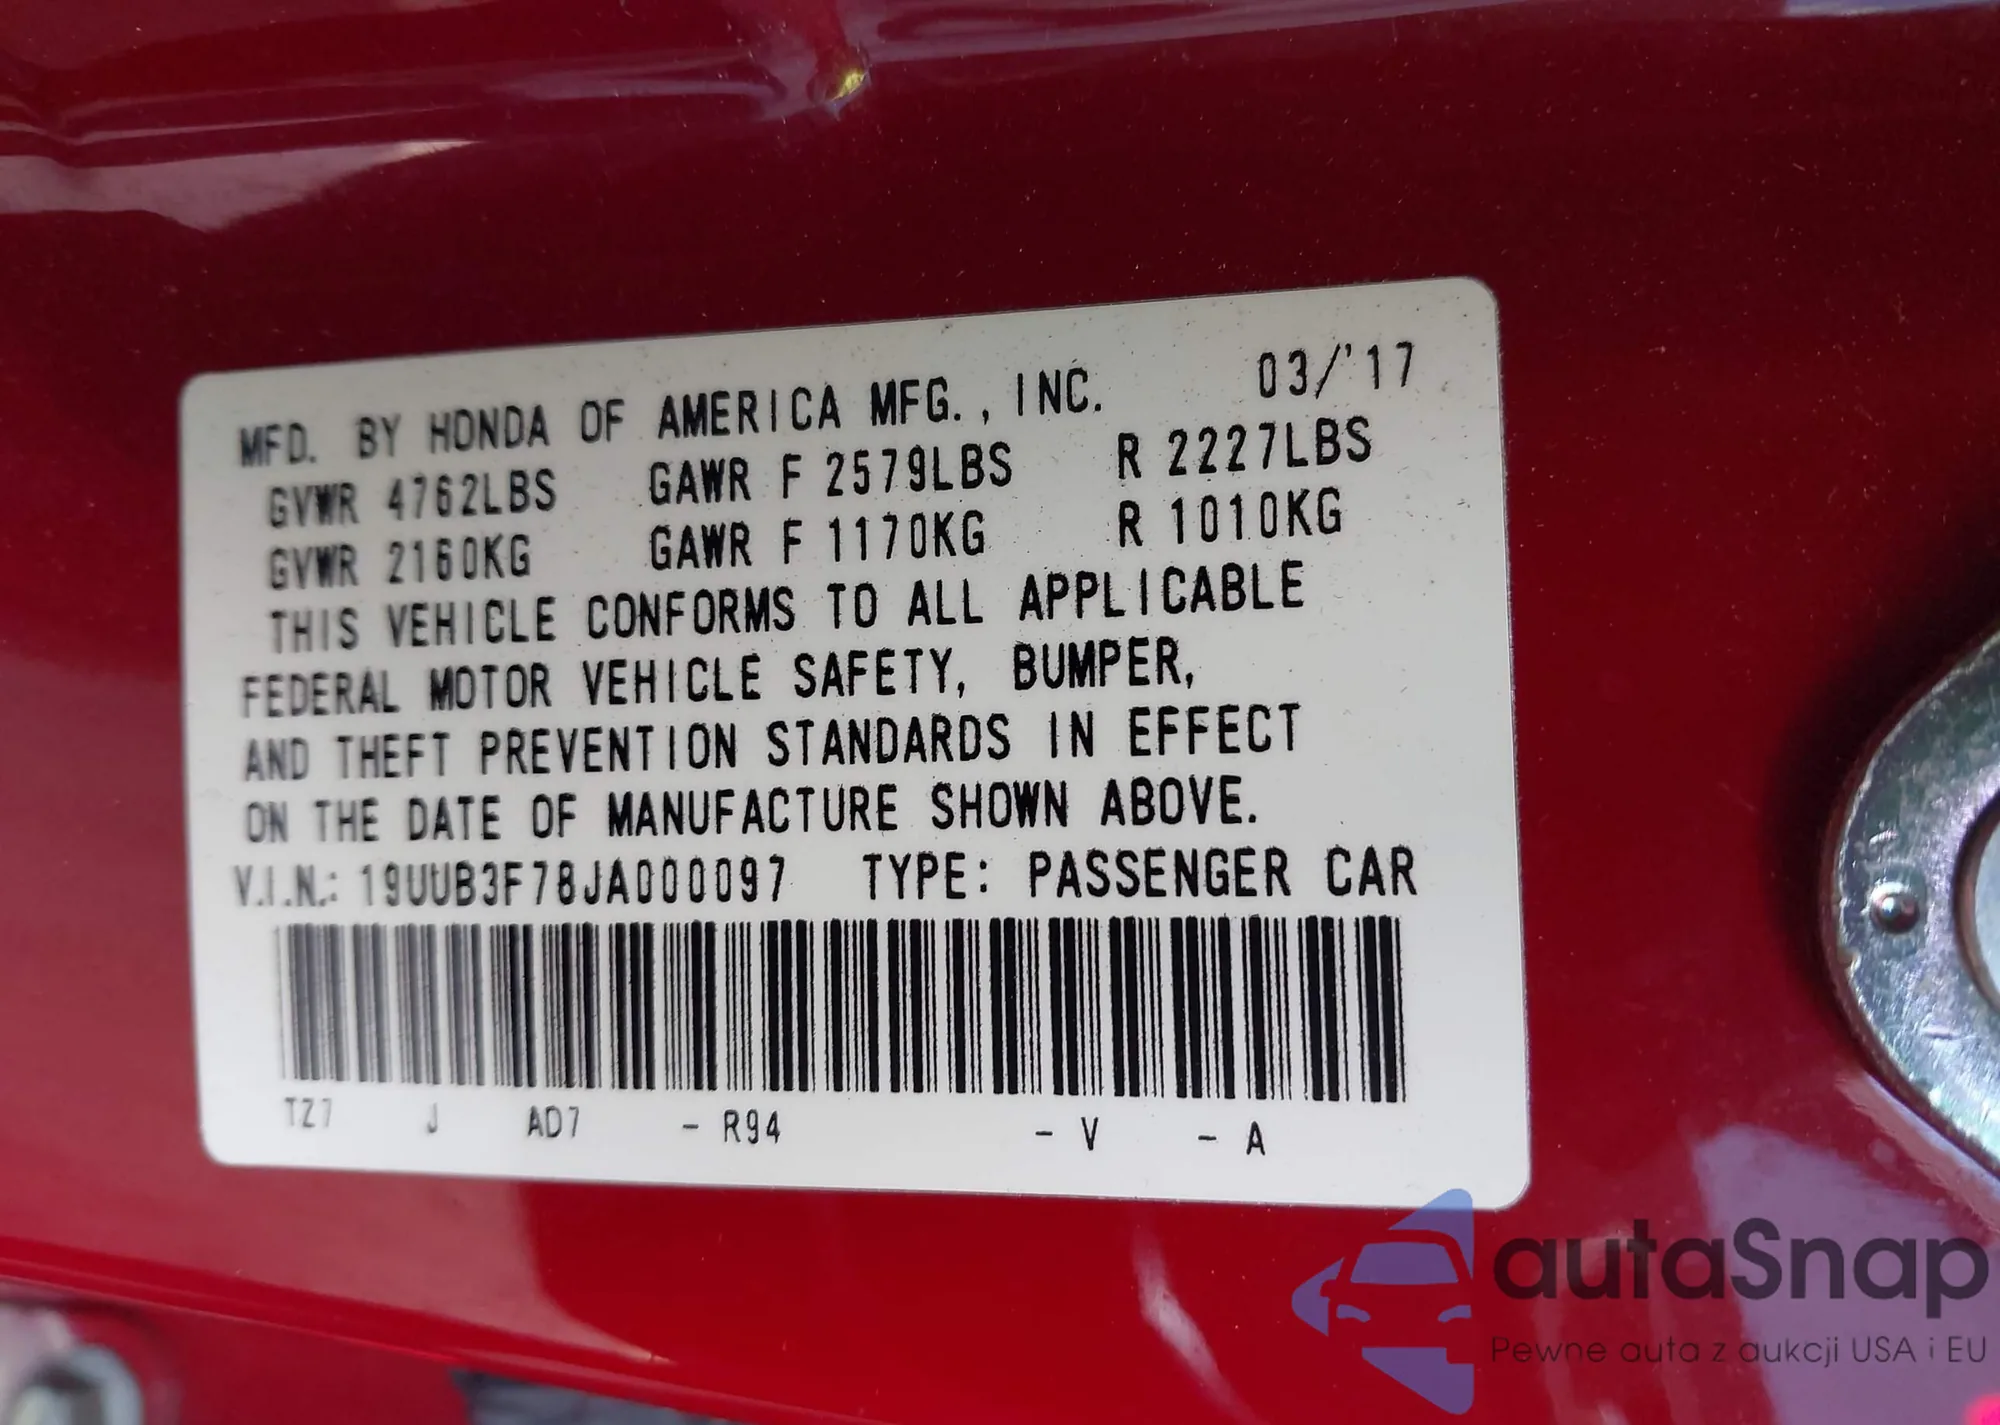 MFD. BY HONDA OF AMERICA MFG., INC. 03/'17
GVWR 4762LBS GAWR F 2579LBS R 2227LBS
GVWR 2160KG GAWR F 1170KG R 1010KG
THIS VEHICLE CONFORMS TO ALL APPLICABLE
FEDERAL MOTOR VEHICLE SAFETY, BUMPER,
AND THEFT PREVENTION STANDARDS IN EFFECT
ON THE DATE OF MANUFACTURE SHOWN ABOVE.
V.I.N.: 19UUB3F78JA000097 TYPE: PASSENGER CAR
TZ7 J AD7 - R94 - V - A
autaSnap
Pewne auta z aukcji USA i EU